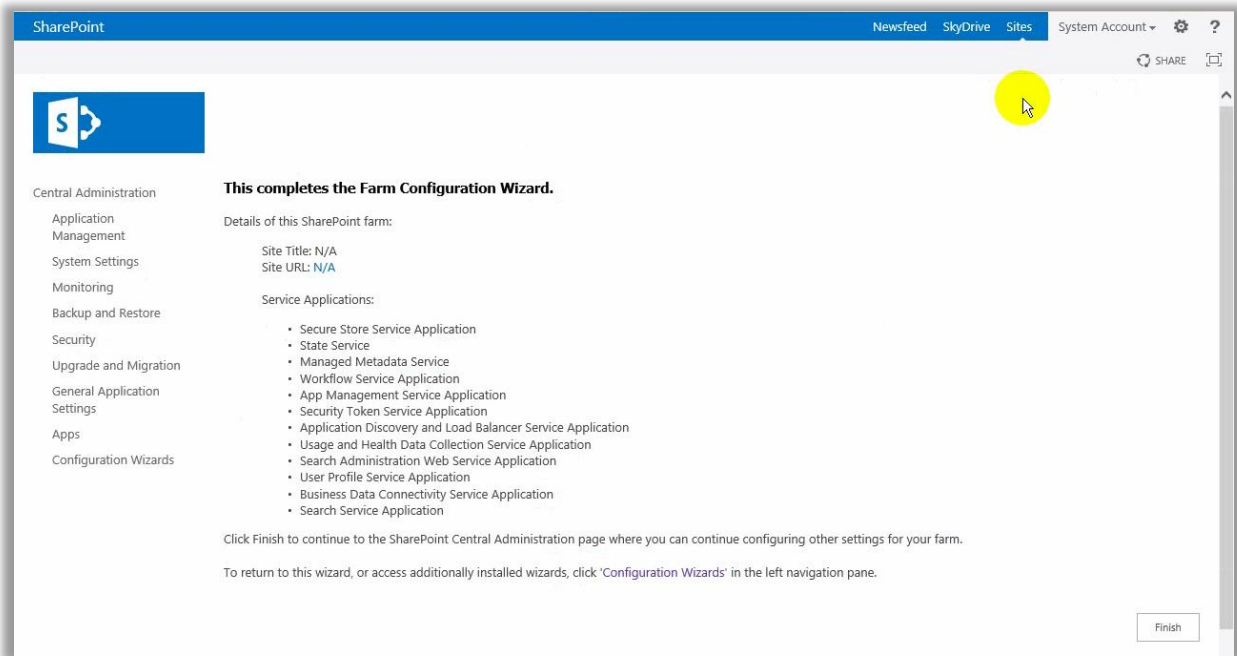 SharePoint
Newsfeed SkyDrive Sites System Account ?
SHARE
S
Central Administration
Application
Management
System Settings
Monitoring
Backup and Restore
Security
Upgrade and Migration
General Application
Settings
Apps
Configuration Wizards
This completes the Farm Configuration Wizard.
Details of this SharePoint farm:
Site Title: N/A
Site URL: N/A
Service Applications:
• Secure Store Service Application
• State Service
• Managed Metadata Service
• Workflow Service Application
• App Management Service Application
• Security Token Service Application
• Application Discovery and Load Balancer Service Application
• Usage and Health Data Collection Service Application
• Search Administration Web Service Application
• User Profile Service Application
• Business Data Connectivity Service Application
• Search Service Application
Click Finish to continue to the SharePoint Central Administration page where you can continue configuring other settings for your farm.
To return to this wizard, or access additionally installed wizards, click 'Configuration Wizards' in the left navigation pane.
Finish